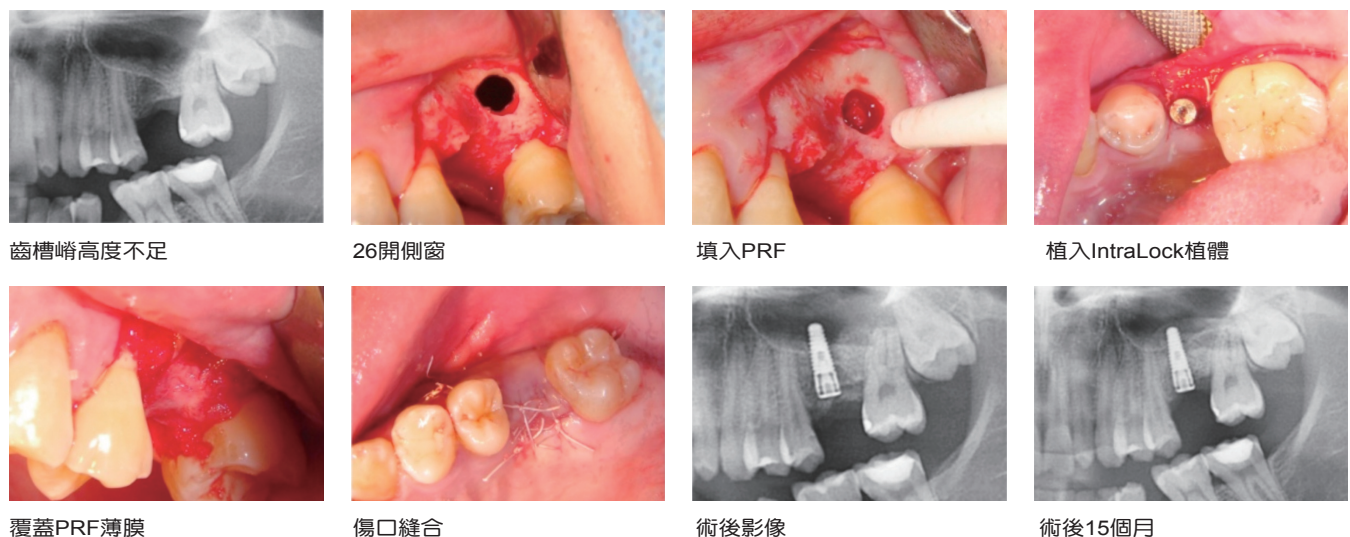 齒槽嵴高度不足
26開側窗
填入PRF
植入IntraLock植體
覆蓋PRF薄膜
傷口縫合
術後影像
術後15個月